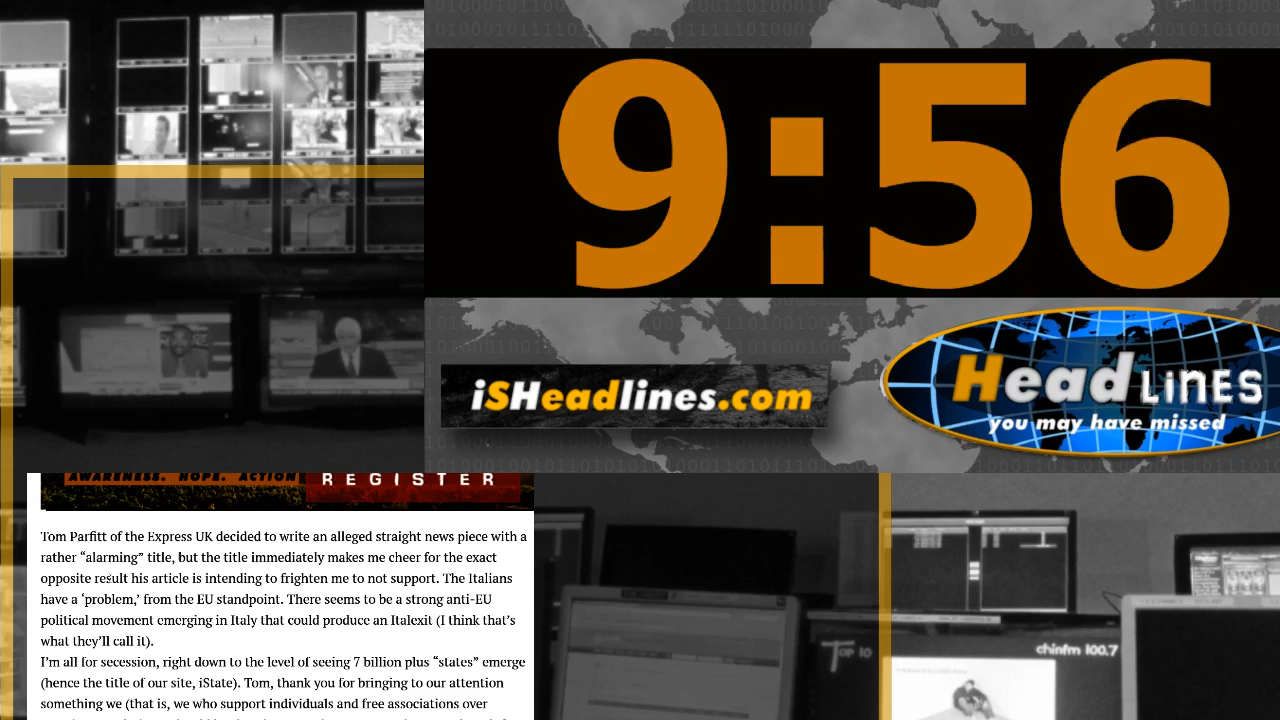 9:56
iSHeadlines.com
HeadLINES
you may have missed
AWARENESS. HOPE. ACTION
REGISTER
Tom Parfitt of the Express UK decided to write an alleged straight news piece with a
rather “alarming” title, but the title immediately makes me cheer for the exact
opposite result his article is intending to frighten me to not support. The Italians
have a ‘problem,’ from the EU standpoint. There seems to be a strong anti-EU
political movement emerging in Italy that could produce an Italexit (I think that’s
what they’ll call it).
I’m all for secession, right down to the level of seeing 7 billion plus “states” emerge
(hence the title of our site, iState). Tom, thank you for bringing to our attention
something we (that is, we who support individuals and free associations over
TOP 10
chinfm 100.7